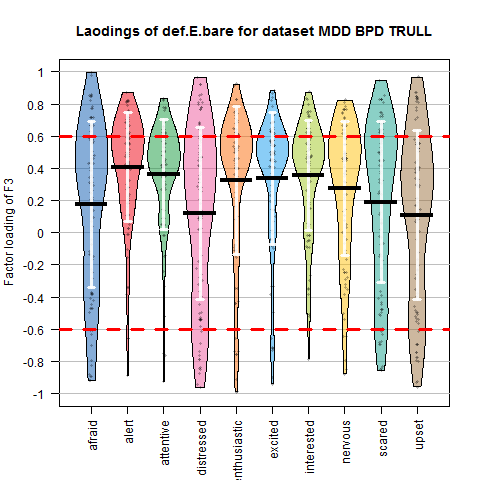 Laodings of def.E.bare for dataset MDD BPD TRULL
Factor loading of F3
1
0.8
0.6
0.4
0.2
0
-0.2
-0.4
-0.6
-0.8
-1
afraid
alert
attentive
distressed
enthusiastic
excited
interested
nervous
scared
upset